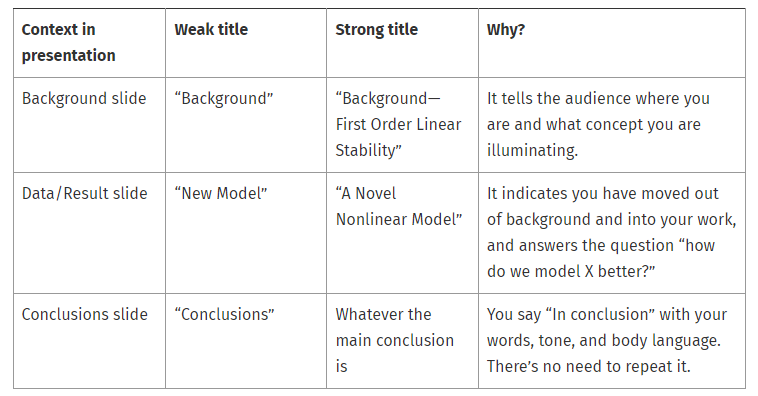 Context in presentation
Weak title
Strong title
Why?
Background slide
“Background”
“Background—
First Order Linear
Stability”
It tells the audience where you
are and what concept you are
illuminating.
Data/Result slide
“New Model”
“A Novel
Nonlinear Model”
It indicates you have moved out
of background and into your work,
and answers the question “how
do we model X better?”
Conclusions slide
“Conclusions”
Whatever the
main conclusion
is
You say “In conclusion” with your
words, tone, and body language.
There’s no need to repeat it.